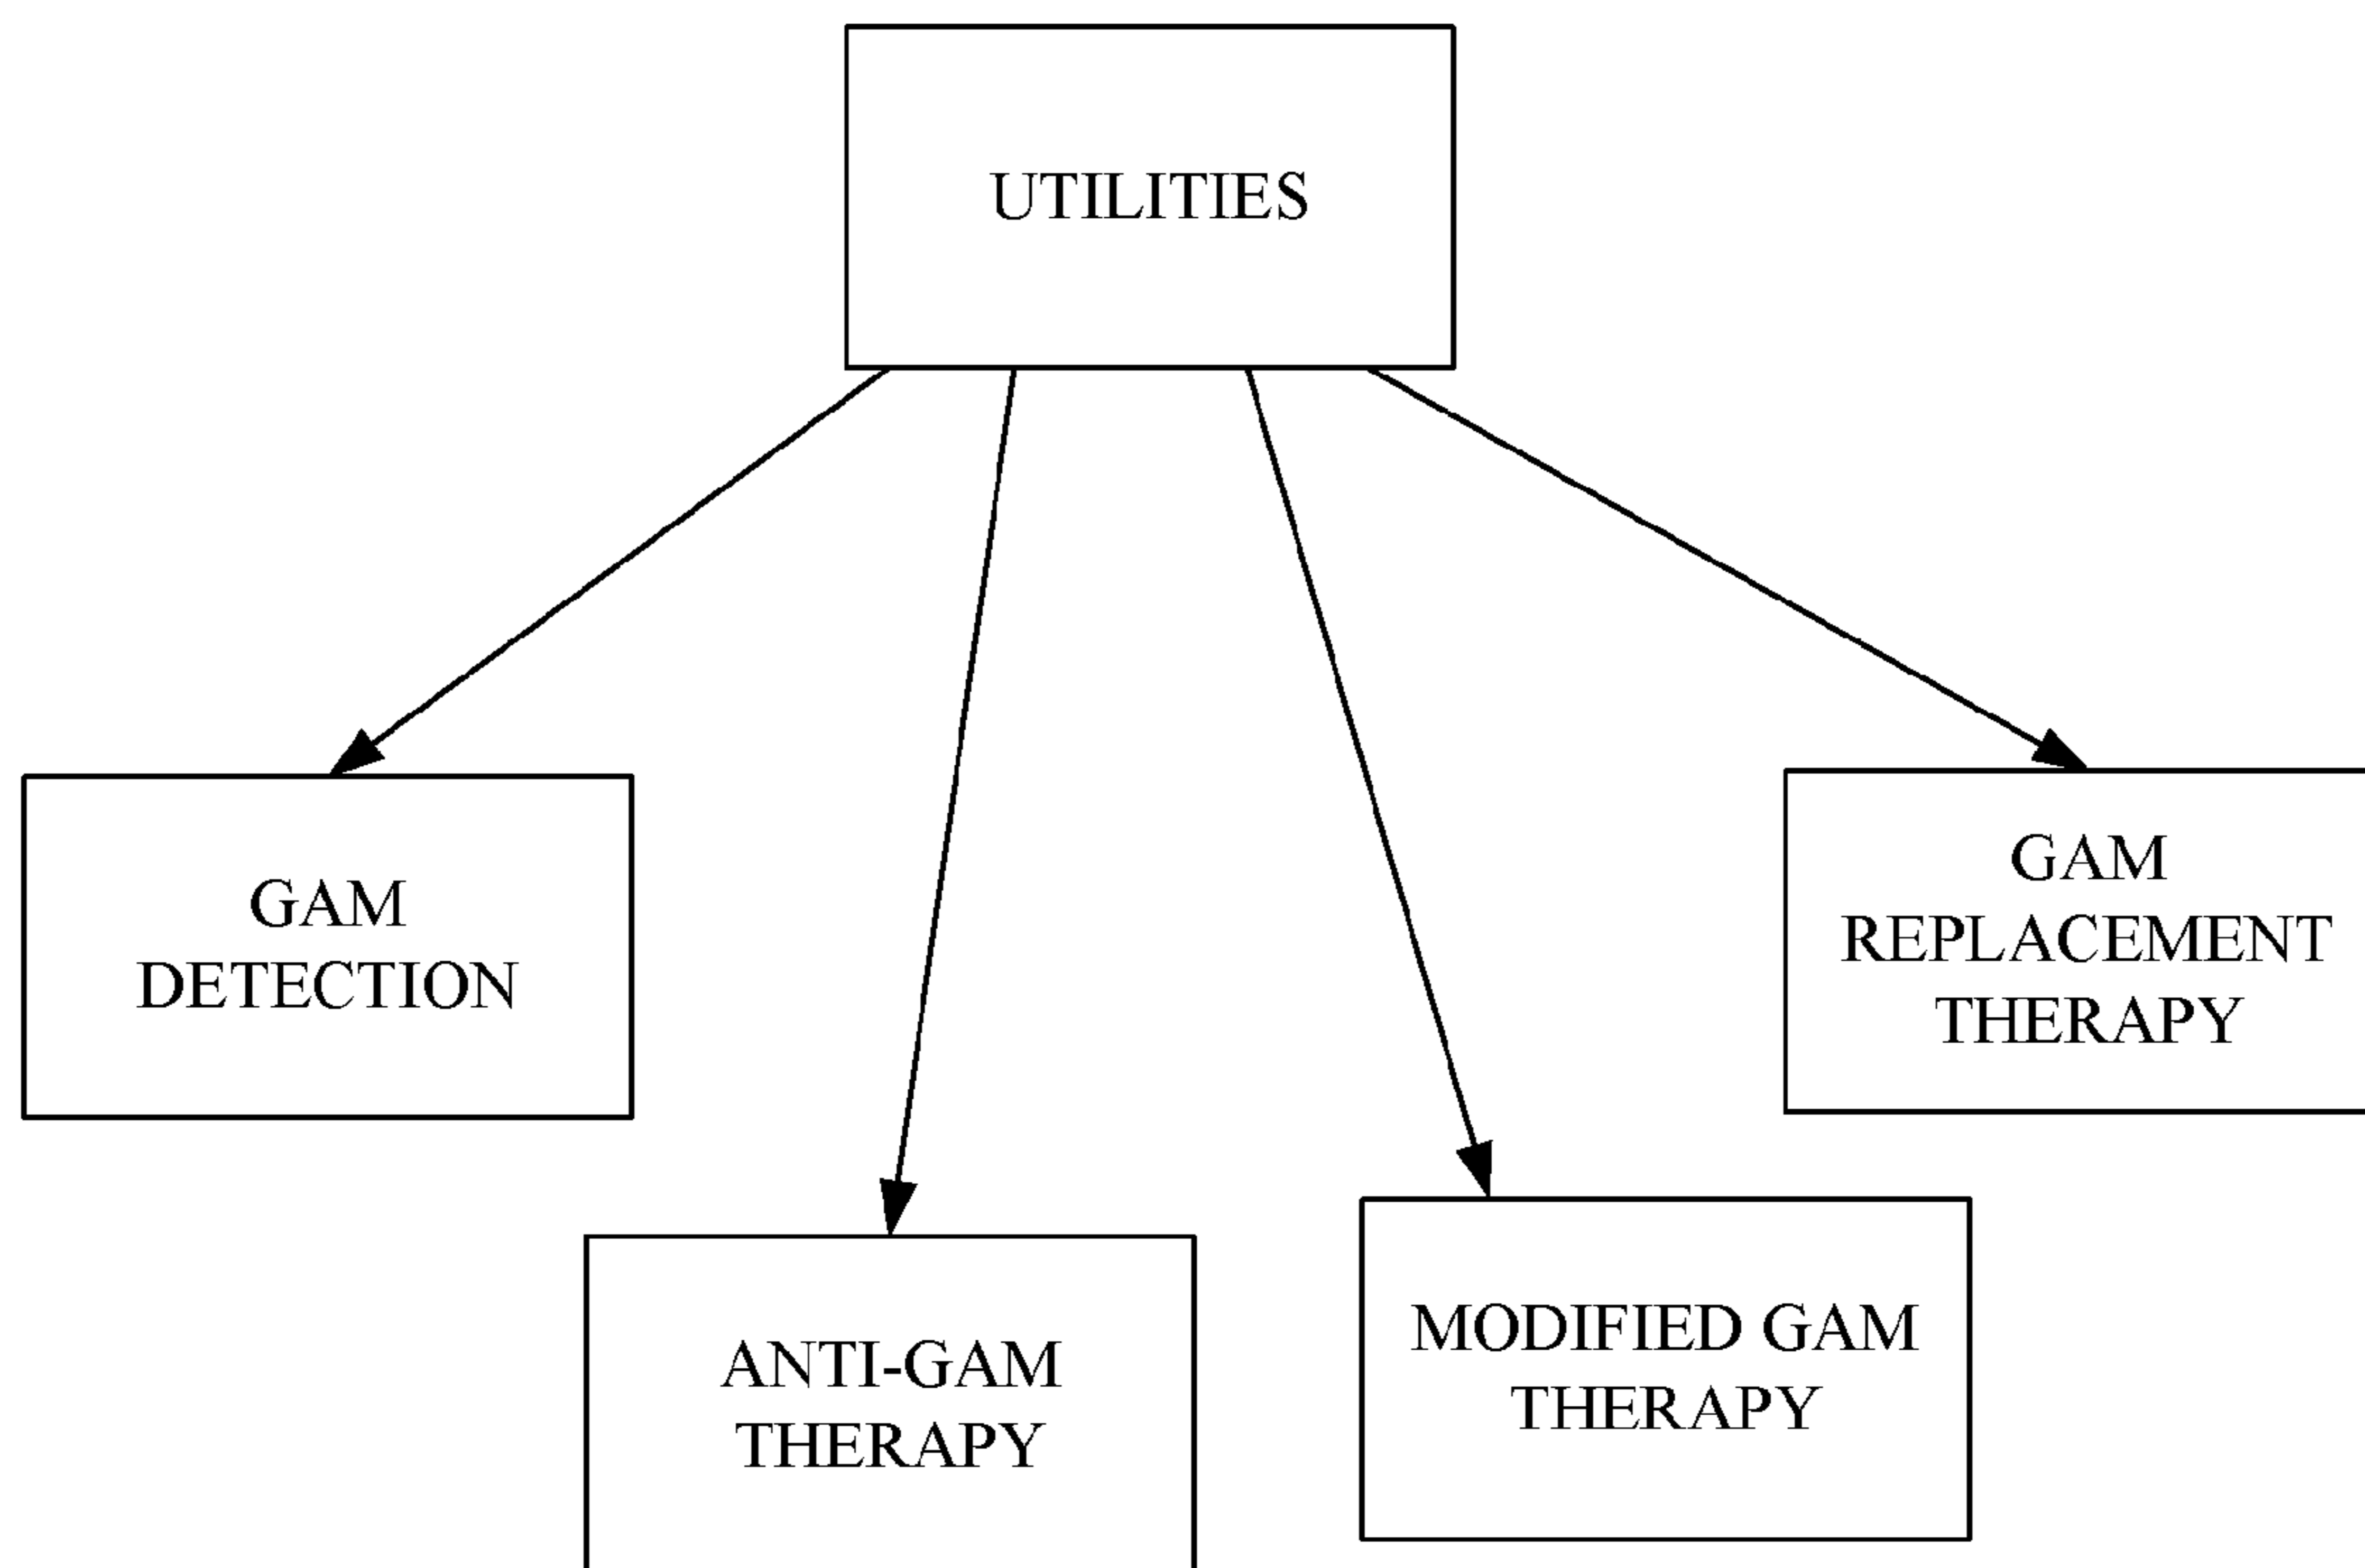 UTILITIES
GAM
DETECTION
GAM
REPLACEMENT
THERAPY
ANTI-GAM
THERAPY
MODIFIED GAM
THERAPY